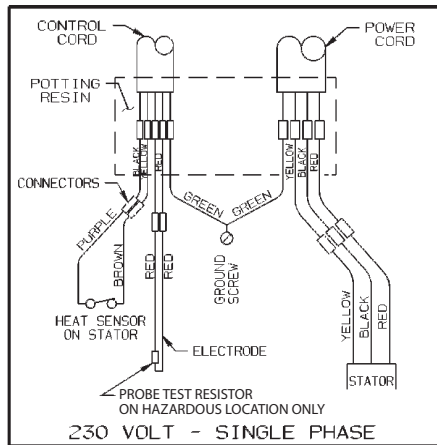 CONTROL
CORD
POWER
CORD
POTTING
RESIN
BLACK
YELLOW
RED
YELLOW
BLACK
RED
CONNECTORS
GREEN
GREEN
PURPLE
BROWN
RED
RED
GROUND
SCREW
YELLOW
BLACK
RED
HEAT SENSOR
ON STATOR
ELECTRODE
STATOR
PROBE TEST RESISTOR
ON HAZARDOUS LOCATION ONLY
230 VOLT - SINGLE PHASE